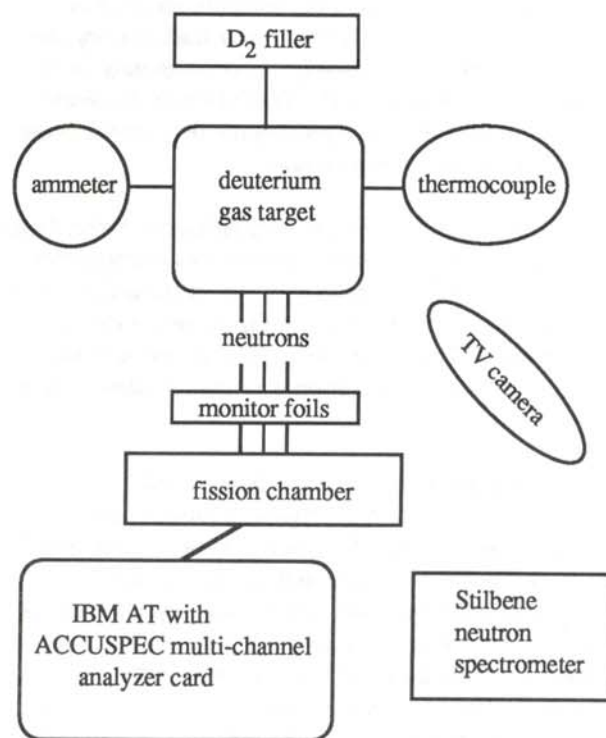 D2 filler
ammeter
deuterium
gas target
thermocouple
neutrons
TV camera
monitor foils
fission chamber
IBM AT with
ACCUSPEC multi-channel
analyzer card
Stilbene
neutron
spectrometer